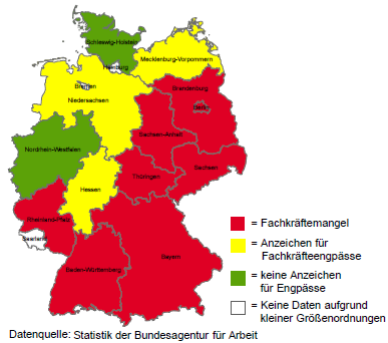 Schleswig-Holstein
Hamburg
Mecklenburg-Vorpommern
Bremen
Niedersachsen
Brandenburg
Berlin
Sachsen-Anhalt
Nordrhein-Westfalen
Sachsen
Thüringen
Hessen
Rheinland-Pfalz
Saarland
Bayern
Baden-Württemberg
= Fachkräftemangel
= Anzeichen für
Fachkräfteengpässe
= keine Anzeichen
für Engpässe
= Keine Daten aufgrund
kleiner Größenordnungen
Datenquelle: Statistik der Bundesagentur für Arbeit